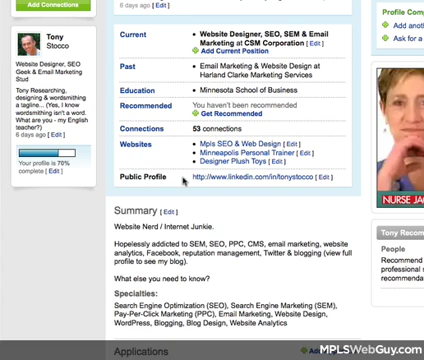 Add Connections
6 days ago [ Edit ]
Profile Comp
Add anoth
Ask for a
Current
• Website Designer, SEO, SEM & Email
Marketing at CSM Corporation [ Edit ]
Add Current Position
Past
• Email Marketing & Website Design at
Harland Clarke Marketing Services
Education
• Minnesota School of Business
Recommended
You haven't been recommended
Get Recommended
Connections
53 connections
Websites
• Mpls SEO & Web Design [ Edit ]
• Minneapolis Personal Trainer [ Edit ]
• Designer Plush Toys [ Edit ]
Public Profile
http://www.linkedin.com/in/tonystocco [ Edit ]
Tony
Stocco
Website Designer, SEO
Geek & Email Marketing
Stud
Tony Researching,
designing & wordsmithing
a tagline. (Yes, I know
wordsmithing isn't a word.
What are you - my English
teacher?)
6 days ago [ Edit ]
Your profile is 70%
complete [ Edit ]
Summary [ Edit ]
Website Nerd / Internet Junkie.
Hopelessly addicted to SEM, SEO, PPC, CMS, email marketing, website
analytics, Facebook, reputation management, Twitter & blogging (view full
profile to see my blog).
What else you need to know?
Specialties:
Search Engine Optimization (SEO), Search Engine Marketing (SEM),
Pay-Per-Click Marketing (PPC), Email Marketing, Website Design,
WordPress, Blogging, Blog Design, Website Analytics
Applications
NURSE JAC
Tony Recom
People
Recommend
professional s
recommenda
MPLSWebGuy.com